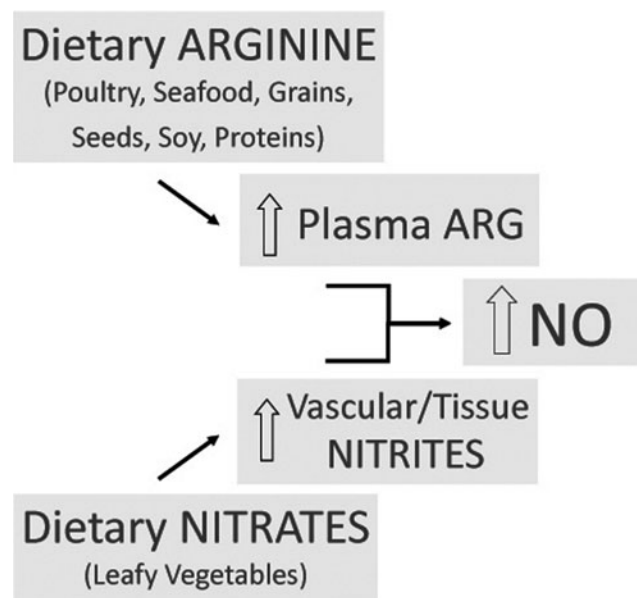 Dietary ARGININE
(Poultry, Seafood, Grains,
Seeds, Soy, Proteins)
Plasma ARG
NO
Vascular/Tissue
NITRITES
Dietary NITRATES
(Leafy Vegetables)